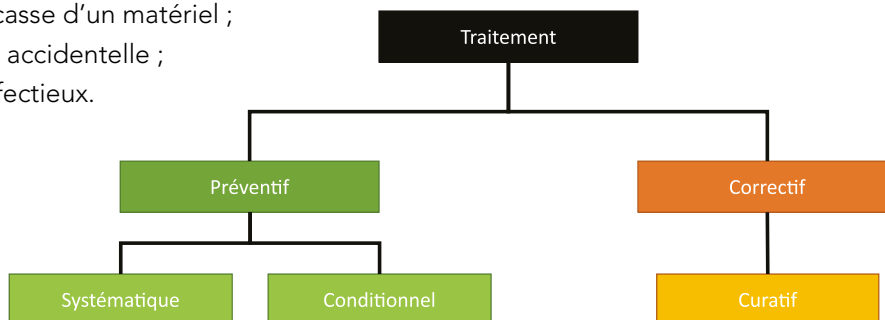 casse d’un matériel ;
accidentelle ;
fectieux.
Traitement
Préventif
Correctif
Systématique
Conditionnel
Curatif